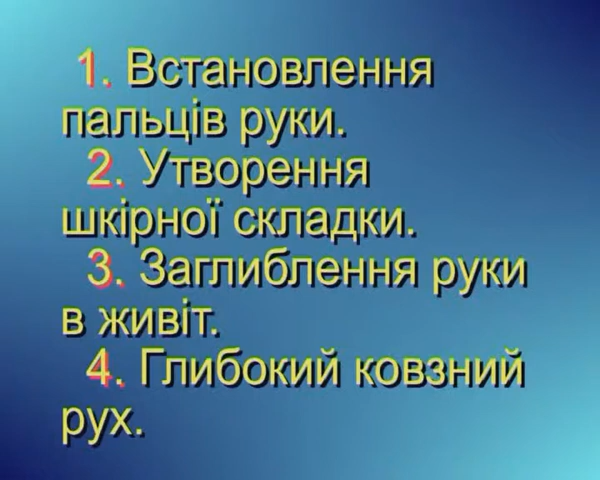 1. Встановлення
пальців руки.
2. Утворення
шкірної складки.
3. Заглиблення руки
в живіт.
4. Глибокий ковзний
рух.